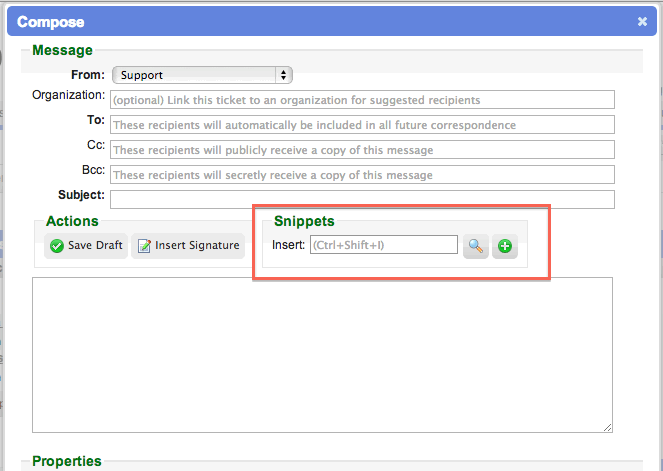 Compose
Message
From: Support
Organization: (optional) Link this ticket to an organization for suggested recipients
To: These recipients will automatically be included in all future correspondence
Cc: These recipients will publicly receive a copy of this message
Bcc: These recipients will secretly receive a copy of this message
Subject:
Actions Snippets
Save Draft Insert Signature Insert: (Ctrl+Shift+I)
Properties